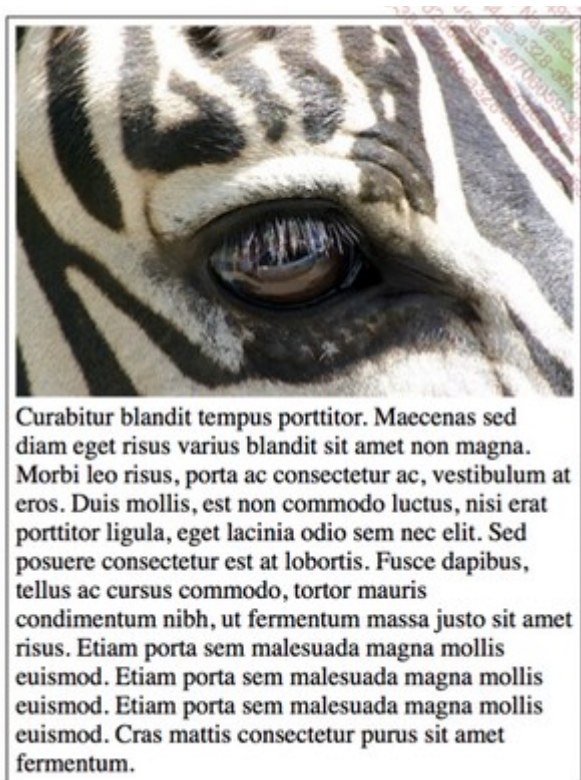 Curabitur blandit tempus porttitor. Maecenas sed
diam eget risus varius blandit sit amet non magna.
Morbi leo risus, porta ac consectetur ac, vestibulum at
eros. Duis mollis, est non commodo luctus, nisi erat
porttitor ligula, eget lacinia odio sem nec elit. Sed
posuere consectetur est at lobortis. Fusce dapibus,
tellus ac cursus commodo, tortor mauris
condimentum nibh, ut fermentum massa justo sit amet
risus. Etiam porta sem malesuada magna mollis
euismod. Etiam porta sem malesuada magna mollis
euismod. Etiam porta sem malesuada magna mollis
euismod. Cras mattis consectetur purus sit amet
fermentum.